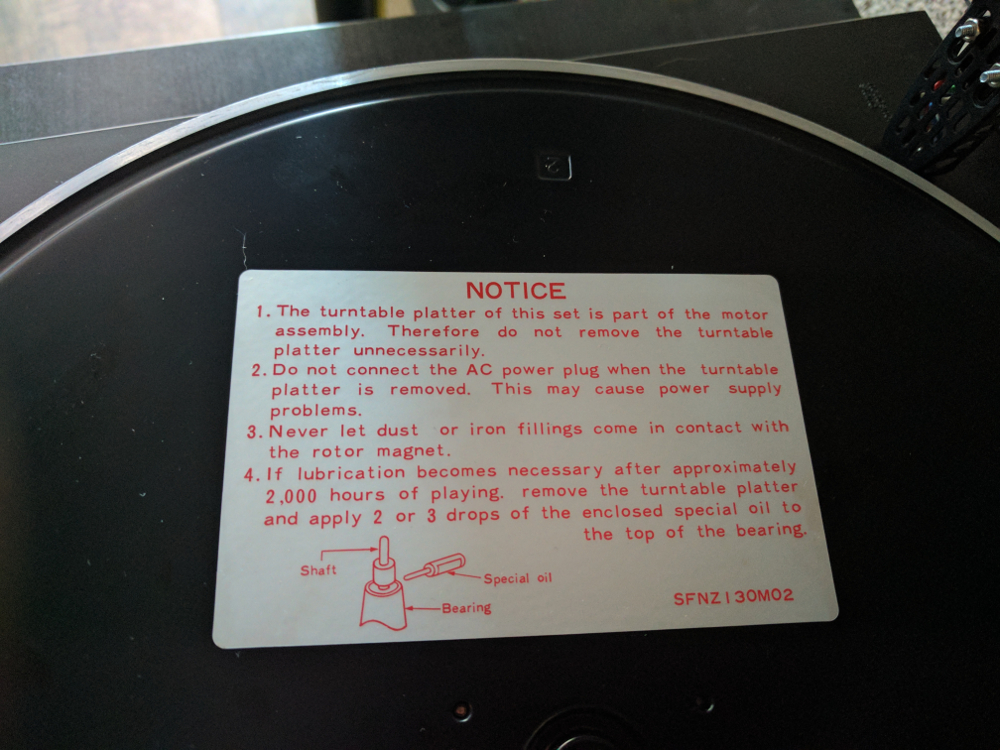 2
NOTICE
1. The turntable platter of this set is part of the motor
assembly. Therefore do not remove the turntable
platter unnecessarily.
2. Do not connect the AC power plug when the turntable
platter is removed. This may cause power supply
problems.
3. Never let dust or iron fillings come in contact with
the rotor magnet.
4. If lubrication becomes necessary after approximately
2,000 hours of playing. remove the turntable platter
and apply 2 or 3 drops of the enclosed special oil to
the top of the bearing.
Shaft
Special oil
Bearing
SFNZ130M02